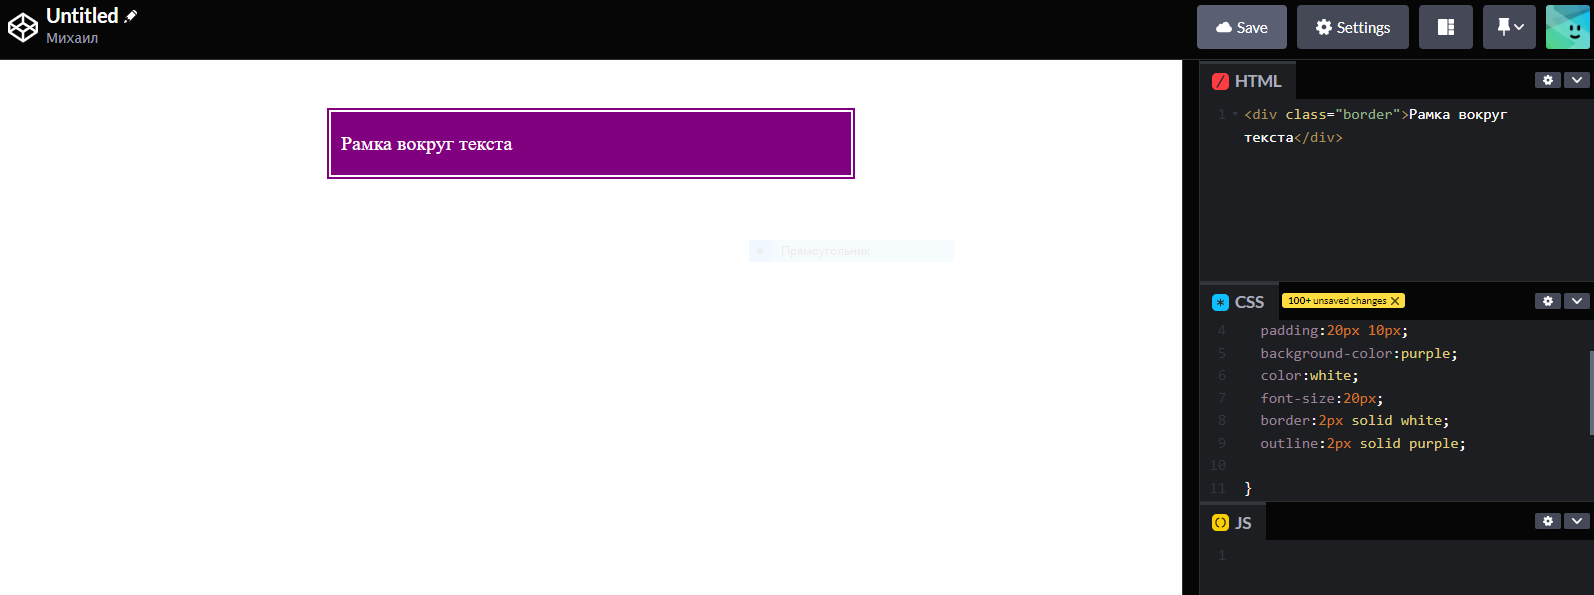 Untitled
Михаил
Save
Settings
Рамка вокруг текста
Прямоугольник
HTML
1 <div class="border">Рамка вокруг
текста</div>
CSS
100+ unsaved changes
4 padding:20px 10px;
5 background-color:purple;
6 color:white;
7 font-size:20px;
8 border:2px solid white;
9 outline:2px solid purple;
10
11 }
JS
1